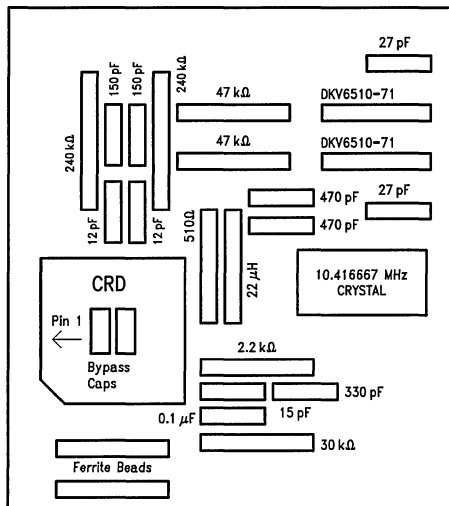 27 pF
150 pF
150 pF
240 kΩ
47 kΩ
DKV6510-71
240 kΩ
47 kΩ
DKV6510-71
12 pF
12 pF
510Ω
470 pF
470 pF
27 pF
22 μH
10.416667 MHz
CRYSTAL
CRD
Pin 1
Bypass
Caps
2.2 kΩ
330 pF
0.1 μF
15 pF
30 kΩ
Ferrite Beads